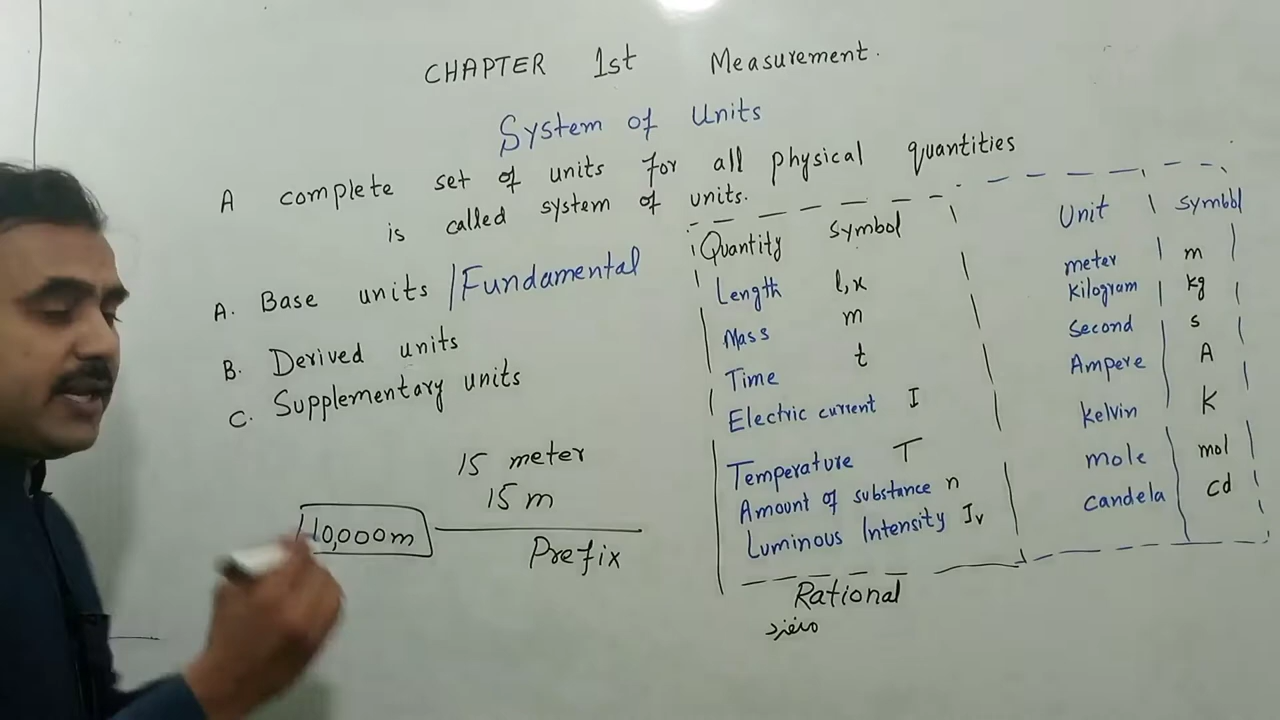 CHAPTER 1st Measurement.
System of Units
A complete set of units for all physical quantities
is called system of units.
A. Base units / Fundamental
B. Derived units
C. Supplementary units
15 meter
15 m
10,000m
Prefix
Quantity symbol Unit symbol
Length l,x meter m
Mass m kilogram kg
Time t Second s
Electric current I Ampere A
Temperature T kelvin K
Amount of substance n mole mol
Luminous Intensity Iv candela cd
Rational
منفرد